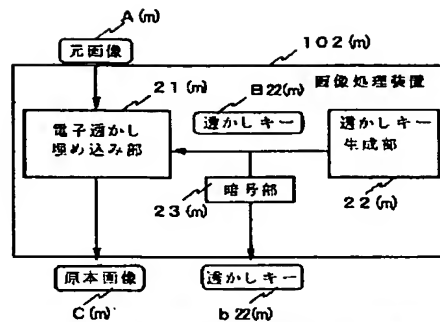 A(m)
元画像
102(m)
画像処理装置
21(m)
B22(m)
電子透かし
埋め込み部
透かしキー
透かしキー
生成部
23(m)
暗号部
22(m)
原本画像
透かしキー
C(m)
b22(m)